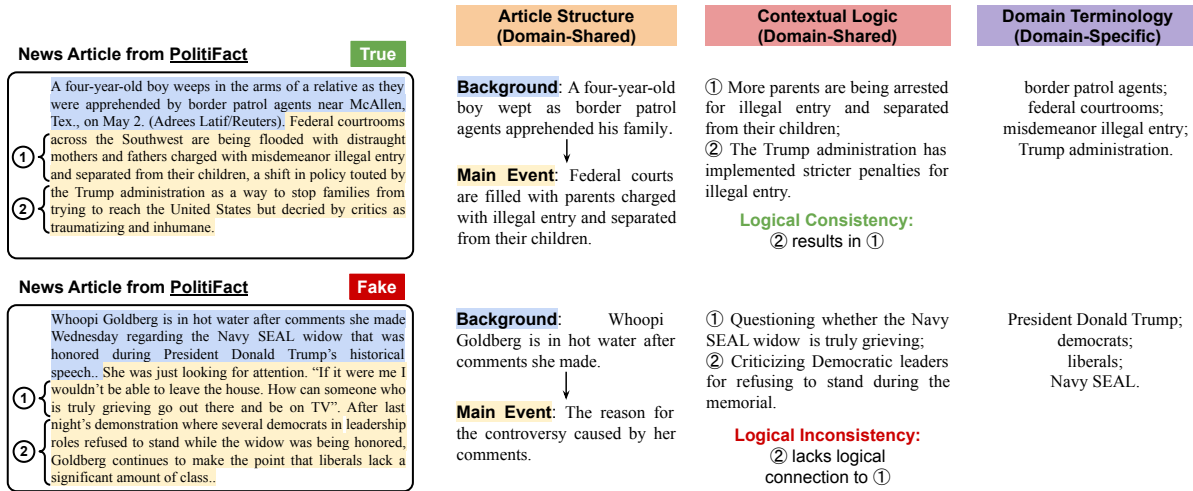 Article Structure
(Domain-Shared)
Contextual Logic
(Domain-Shared)
Domain Terminology
(Domain-Specific)
News Article from PolitiFact
True
A four-year-old boy weeps in the arms of a relative as they
were apprehended by border patrol agents near McAllen,
Tex., on May 2. (Adrees Latif/Reuters). Federal courtrooms
across the Southwest are being flooded with distraught
mothers and fathers charged with misdemeanor illegal entry
and separated from their children, a shift in policy touted by
the Trump administration as a way to stop families from
trying to reach the United States but decried by critics as
traumatizing and inhumane.
①
②
Background: A four-year-old
boy wept as border patrol
agents apprehended his family.
Main Event: Federal courts
are filled with parents charged
with illegal entry and separated
from their children.
① More parents are being arrested
for illegal entry and separated
from their children;
② The Trump administration has
implemented stricter penalties for
illegal entry.
Logical Consistency:
② results in ①
border patrol agents;
federal courtrooms;
misdemeanor illegal entry;
Trump administration.
News Article from PolitiFact
Fake
Whoopi Goldberg is in hot water after comments she made
Wednesday regarding the Navy SEAL widow that was
honored during President Donald Trump's historical
speech.. She was just looking for attention. “If it were me I
wouldn't be able to leave the house. How can someone who
is truly grieving go out there and be on TV”. After last
night's demonstration where several democrats in leadership
roles refused to stand while the widow was being honored,
Goldberg continues to make the point that liberals lack a
significant amount of class..
①
②
Background: Whoopi
Goldberg is in hot water after
comments she made.
Main Event: The reason for
the controversy caused by her
comments.
① Questioning whether the Navy
SEAL widow is truly grieving;
② Criticizing Democratic leaders
for refusing to stand during the
memorial.
Logical Inconsistency:
② lacks logical
connection to ①
President Donald Trump;
democrats;
liberals;
Navy SEAL.